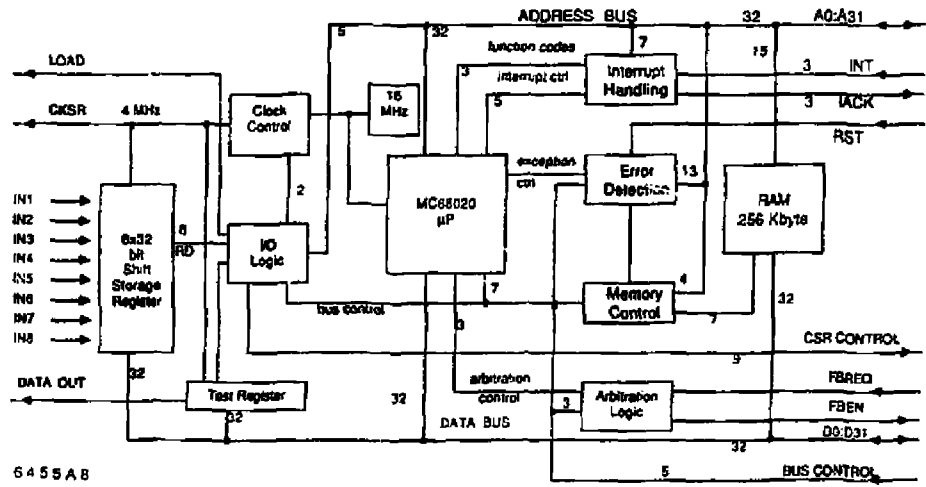 ADDRESS BUS 32 A0:A31
5 32 7 15
LOAD
function codes
3
interrupt ctrl
5
Interrupt
Handling
3 INT
3 IACK
RST
CKSR 4 MHz
Clock
Control
16
MHz
2
exception
ctrl
Error
Detection
13
MC68020
µP
RAM
256 Kbyte
IN1
IN2
IN3
IN4
IN5
IN6
IN7
IN8
8x32
bit
Shift
Storage
Register
8
RD
I/O
Logic
7
bus control
3
Memory
Control
4
7
32
9
CSR CONTROL
32
DATA OUT
Test Register
32
32
arbitration
control
3
Arbitration
Logic
FBREQ
FBEN
DATA BUS
32
D0:D31
5
BUS CONTROL
6455A8